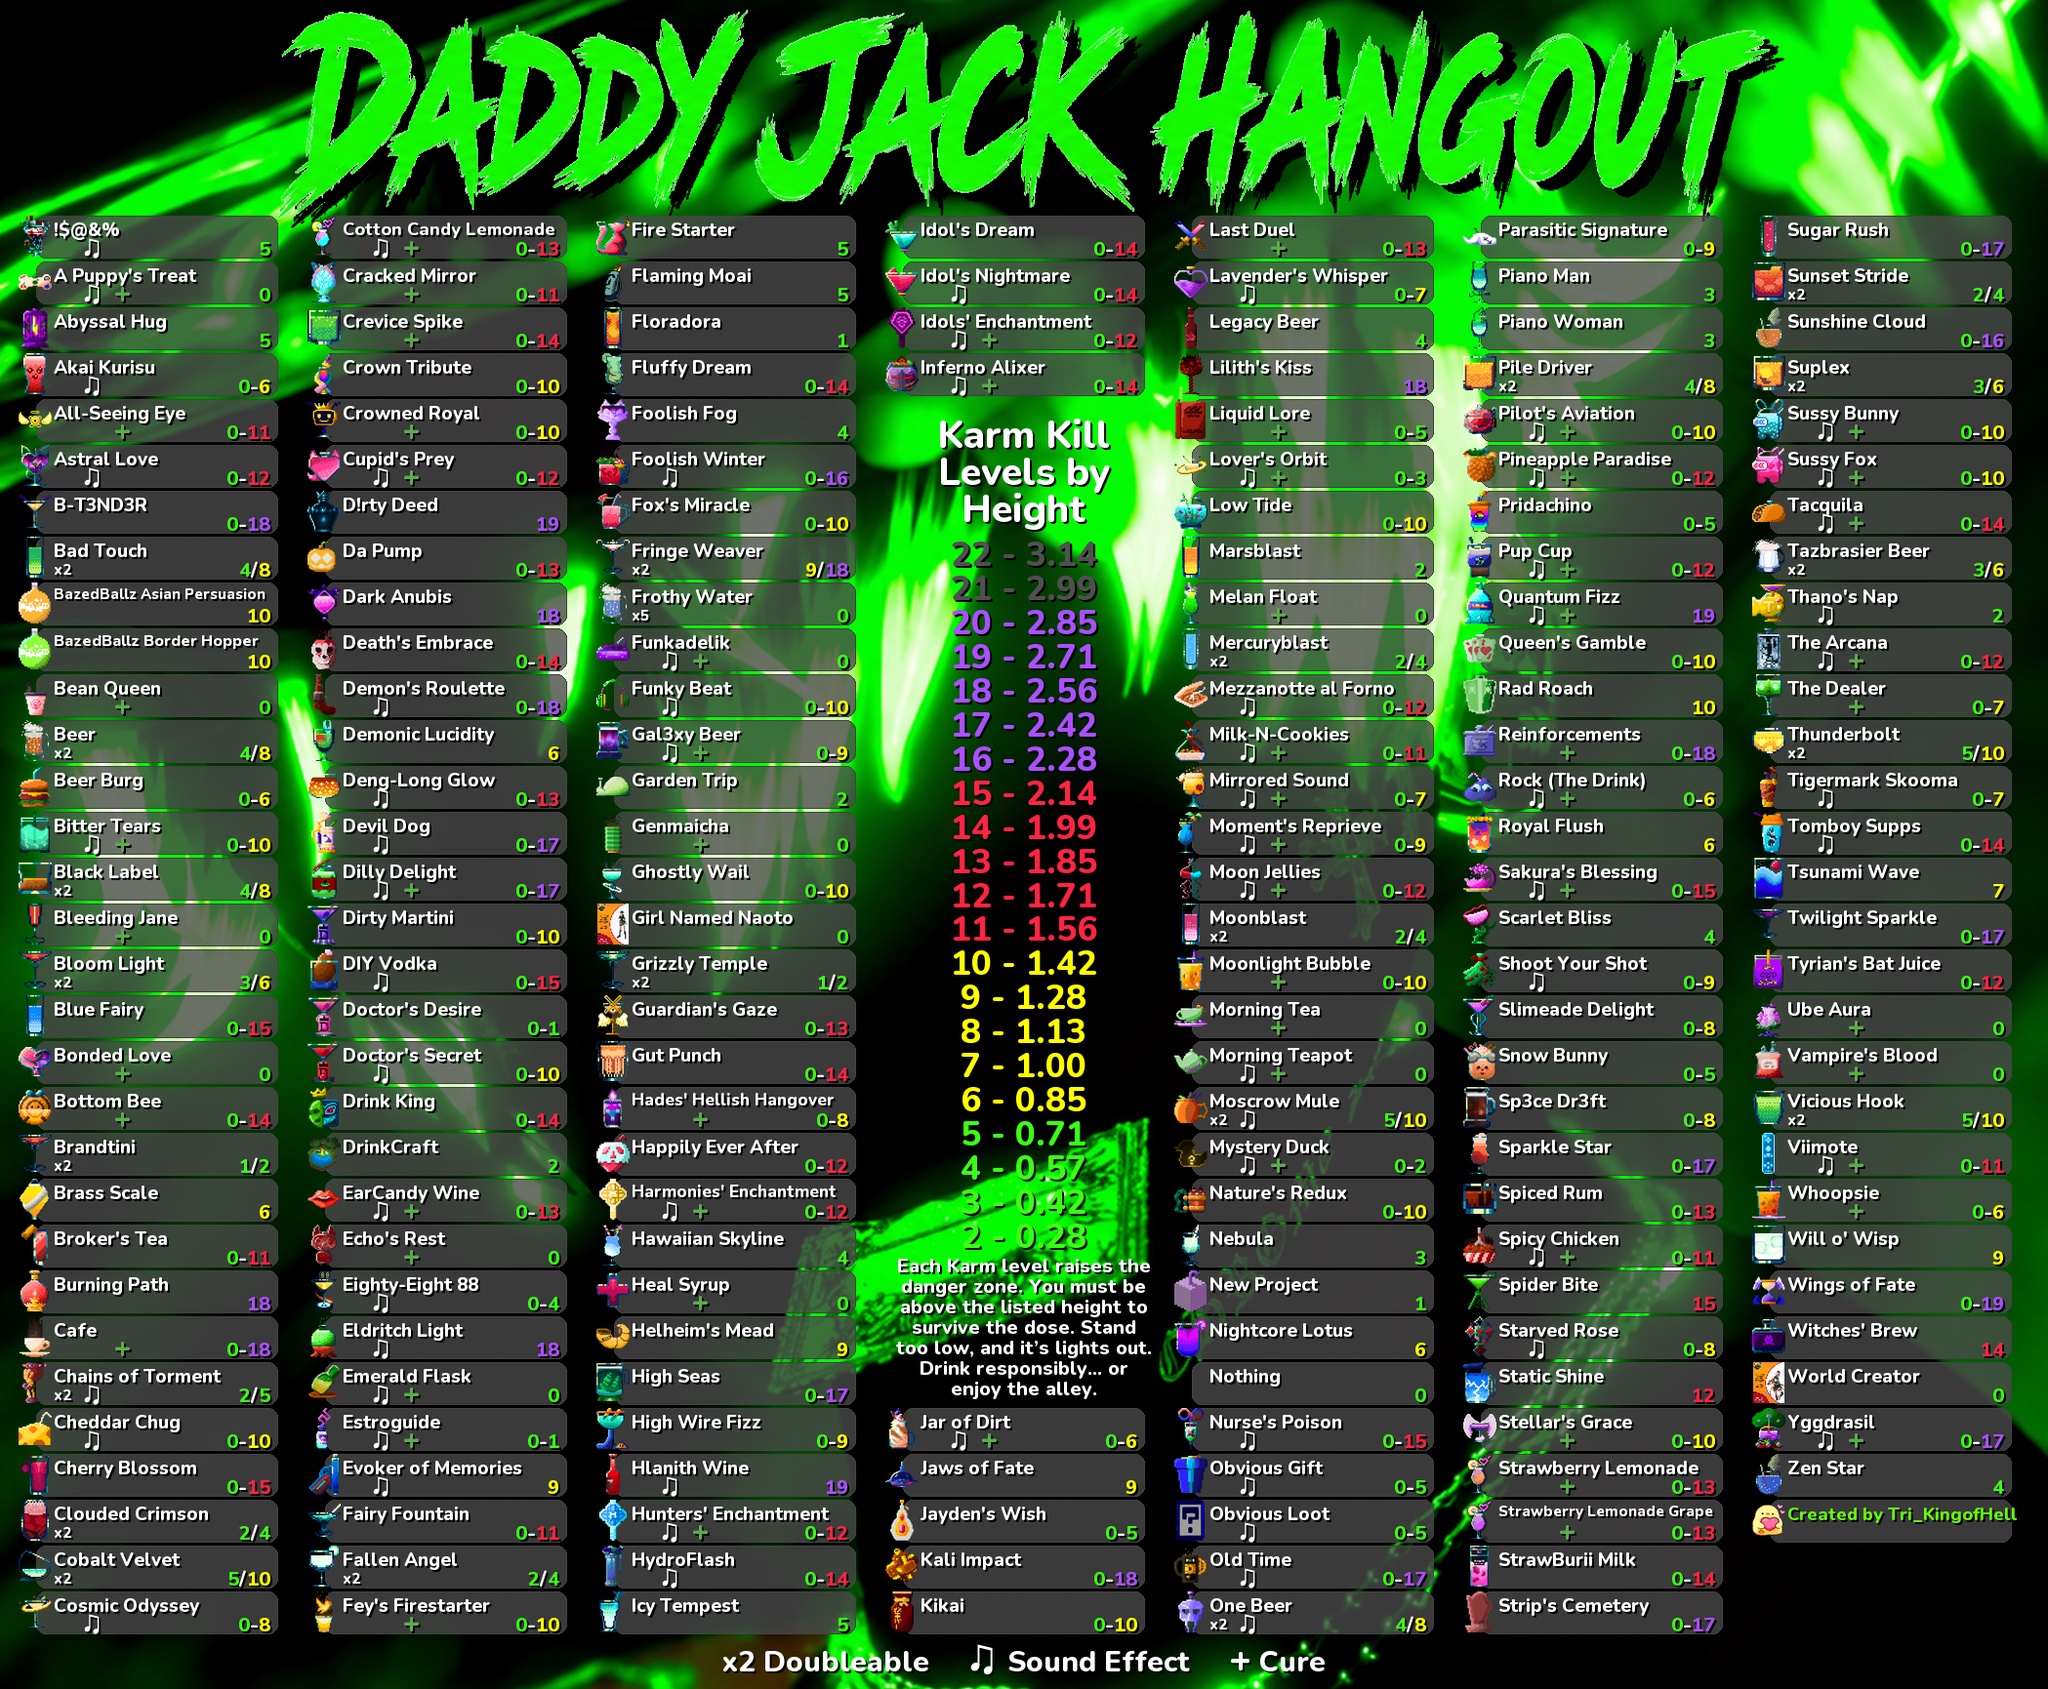 DADDY JACK HANGOUT
!$@&%
♫
5
A Puppy's Treat
♫ +
0
Abyssal Hug
5
Akai Kurisu
♫
0-6
All-Seeing Eye
+
0-11
Astral Love
♫
0-12
B-T3ND3R
0-18
Bad Touch
x2
4/8
BazedBallz Asian Persuasion
10
BazedBallz Border Hopper
10
Bean Queen
+
0
Beer
x2
4/8
Beer Burg
0-6
Bitter Tears
♫ +
0-10
Black Label
x2
4/8
Bleeding Jane
+
0
Bloom Light
x2
3/6
Blue Fairy
0-15
Bonded Love
+
0
Bottom Bee
+
0-14
Brandtini
x2
1/2
Brass Scale
6
Broker's Tea
0-11
Burning Path
18
Cafe
+
0-18
Chains of Torment
x2 ♫
2/5
Cheddar Chug
♫
0-10
Cherry Blossom
0-15
Clouded Crimson
x2
2/4
Cobalt Velvet
x2
5/10
Cosmic Odyssey
♫
0-8
Cotton Candy Lemonade
♫ +
0-13
Cracked Mirror
+
0-11
Crevice Spike
+
0-14
Crown Tribute
0-10
Crowned Royal
+
0-10
Cupid's Prey
♫ +
0-12
D!rty Deed
19
Da Pump
0-13
Dark Anubis
18
Death's Embrace
0-14
Demon's Roulette
♫
0-18
Demonic Lucidity
6
Deng-Long Glow
♫
0-13
Devil Dog
♫
0-17
Dilly Delight
♫ +
0-17
Dirty Martini
0-10
DIY Vodka
♫
0-15
Doctor's Desire
0-1
Doctor's Secret
♫
0-10
Drink King
0-14
DrinkCraft
2
EarCandy Wine
♫ +
0-13
Echo's Rest
+
0
Eighty-Eight 88
♫
0-4
Eldritch Light
♫
18
Emerald Flask
♫ +
0
Estroguide
♫ +
0-1
Evoker of Memories
♫
9
Fairy Fountain
0-11
Fallen Angel
x2
2/4
Fey's Firestarter
+
0-10
Fire Starter
5
Flaming Moai
5
Floradora
1
Fluffy Dream
0-14
Foolish Fog
4
Foolish Winter
♫
0-16
Fox's Miracle
0-10
Fringe Weaver
x2
9/18
Frothy Water
x5
0
Funkadelik
♫ +
0
Funky Beat
♫
0-10
Gal3xy Beer
♫ +
0-9
Garden Trip
2
Genmaicha
+
0
Ghostly Wail
0-10
Girl Named Naoto
0
Grizzly Temple
x2
1/2
Guardian's Gaze
0-13
Gut Punch
0-14
Hades' Hellish Hangover
+
0-8
Happily Ever After
0-12
Harmonies' Enchantment
♫ +
0-12
Hawaiian Skyline
4
Heal Syrup
+
0
Helheim's Mead
9
High Seas
0-17
High Wire Fizz
0-9
Hlanith Wine
19
Hunters' Enchantment
♫ +
0-12
HydroFlash
♫
0-14
Icy Tempest
5
Idol's Dream
0-14
Idol's Nightmare
♫
0-14
Idols' Enchantment
♫ +
0-12
Inferno Alixer
♫ +
0-14
Karm Kill
Levels by
Height
22 - 3.14
21 - 2.99
20 - 2.85
19 - 2.71
18 - 2.56
17 - 2.42
16 - 2.28
15 - 2.14
14 - 1.99
13 - 1.85
12 - 1.71
11 - 1.56
10 - 1.42
9 - 1.28
8 - 1.13
7 - 1.00
6 - 0.85
5 - 0.71
4 - 0.57
3 - 0.42
2 - 0.28
Each Karm level raises the
danger zone. You must be
above the listed height to
survive the dose. Stand
too low, and it's lights out.
Drink responsibly... or
enjoy the alley.
Jar of Dirt
♫ +
0-6
Jaws of Fate
9
Jayden's Wish
0-5
Kali Impact
0-18
Kikai
0-10
Last Duel
+
0-13
Lavender's Whisper
♫
0-7
Legacy Beer
4
Lilith's Kiss
18
Liquid Lore
+
0-5
Lover's Orbit
♫ +
0-3
Low Tide
0-10
Marsblast
2
Melan Float
+
0
Mercuryblast
x2
2/4
Mezzanotte al Forno
♫
0-12
Milk-N-Cookies
♫ +
0-11
Mirrored Sound
♫ +
0-7
Moment's Reprieve
♫ +
0-9
Moon Jellies
♫ +
0-12
Moonblast
x2
2/4
Moonlight Bubble
+
0-10
Morning Tea
+
0
Morning Teapot
♫ +
0
Moscrow Mule
x2 ♫
5/10
Mystery Duck
♫ +
0-2
Nature's Redux
0-10
Nebula
3
New Project
1
Nightcore Lotus
6
Nothing
0
Nurse's Poison
♫
0-15
Obvious Gift
♫
0-5
Obvious Loot
♫
0-5
Old Time
♫
0-17
One Beer
x2 ♫
4/8
Parasitic Signature
0-9
Piano Man
3
Piano Woman
3
Pile Driver
x2
4/8
Pilot's Aviation
♫ +
0-10
Pineapple Paradise
♫ +
0-12
Pridachino
0-5
Pup Cup
♫ +
0-12
Quantum Fizz
♫ +
19
Queen's Gamble
0-10
Rad Roach
10
Reinforcements
+
0-18
Rock (The Drink)
♫ +
0-6
Royal Flush
6
Sakura's Blessing
♫ +
0-15
Scarlet Bliss
4
Shoot Your Shot
♫
0-9
Slimeade Delight
0-8
Snow Bunny
0-5
Sp3ce Dr3ft
0-8
Sparkle Star
0-17
Spiced Rum
0-13
Spicy Chicken
♫ +
0-11
Spider Bite
15
Starved Rose
♫
0-8
Static Shine
12
Stellar's Grace
+
0-10
Strawberry Lemonade
+
0-13
Strawberry Lemonade Grape
+
0-13
StrawBurii Milk
0-14
Strip's Cemetery
0-17
Sugar Rush
0-17
Sunset Stride
x2
2/4
Sunshine Cloud
0-16
Suplex
x2
3/6
Sussy Bunny
♫ +
0-10
Sussy Fox
♫ +
0-10
Tacquila
♫ +
0-14
Tazbrasier Beer
x2
3/6
Thano's Nap
♫
2
The Arcana
♫ +
0-12
The Dealer
+
0-7
Thunderbolt
x2
5/10
Tigermark Skooma
♫
0-7
Tomboy Supps
♫
0-14
Tsunami Wave
7
Twilight Sparkle
0-17
Tyrian's Bat Juice
0-12
Ube Aura
+
0
Vampire's Blood
+
0
Vicious Hook
x2
5/10
Viimote
♫ +
0-11
Whoopsie
+
0-6
Will o' Wisp
9
Wings of Fate
0-19
Witches' Brew
14
World Creator
0
Yggdrasil
♫ +
0-17
Zen Star
4
Created by Tri_KingofHell
x2 Doubleable ♫ Sound Effect + Cure